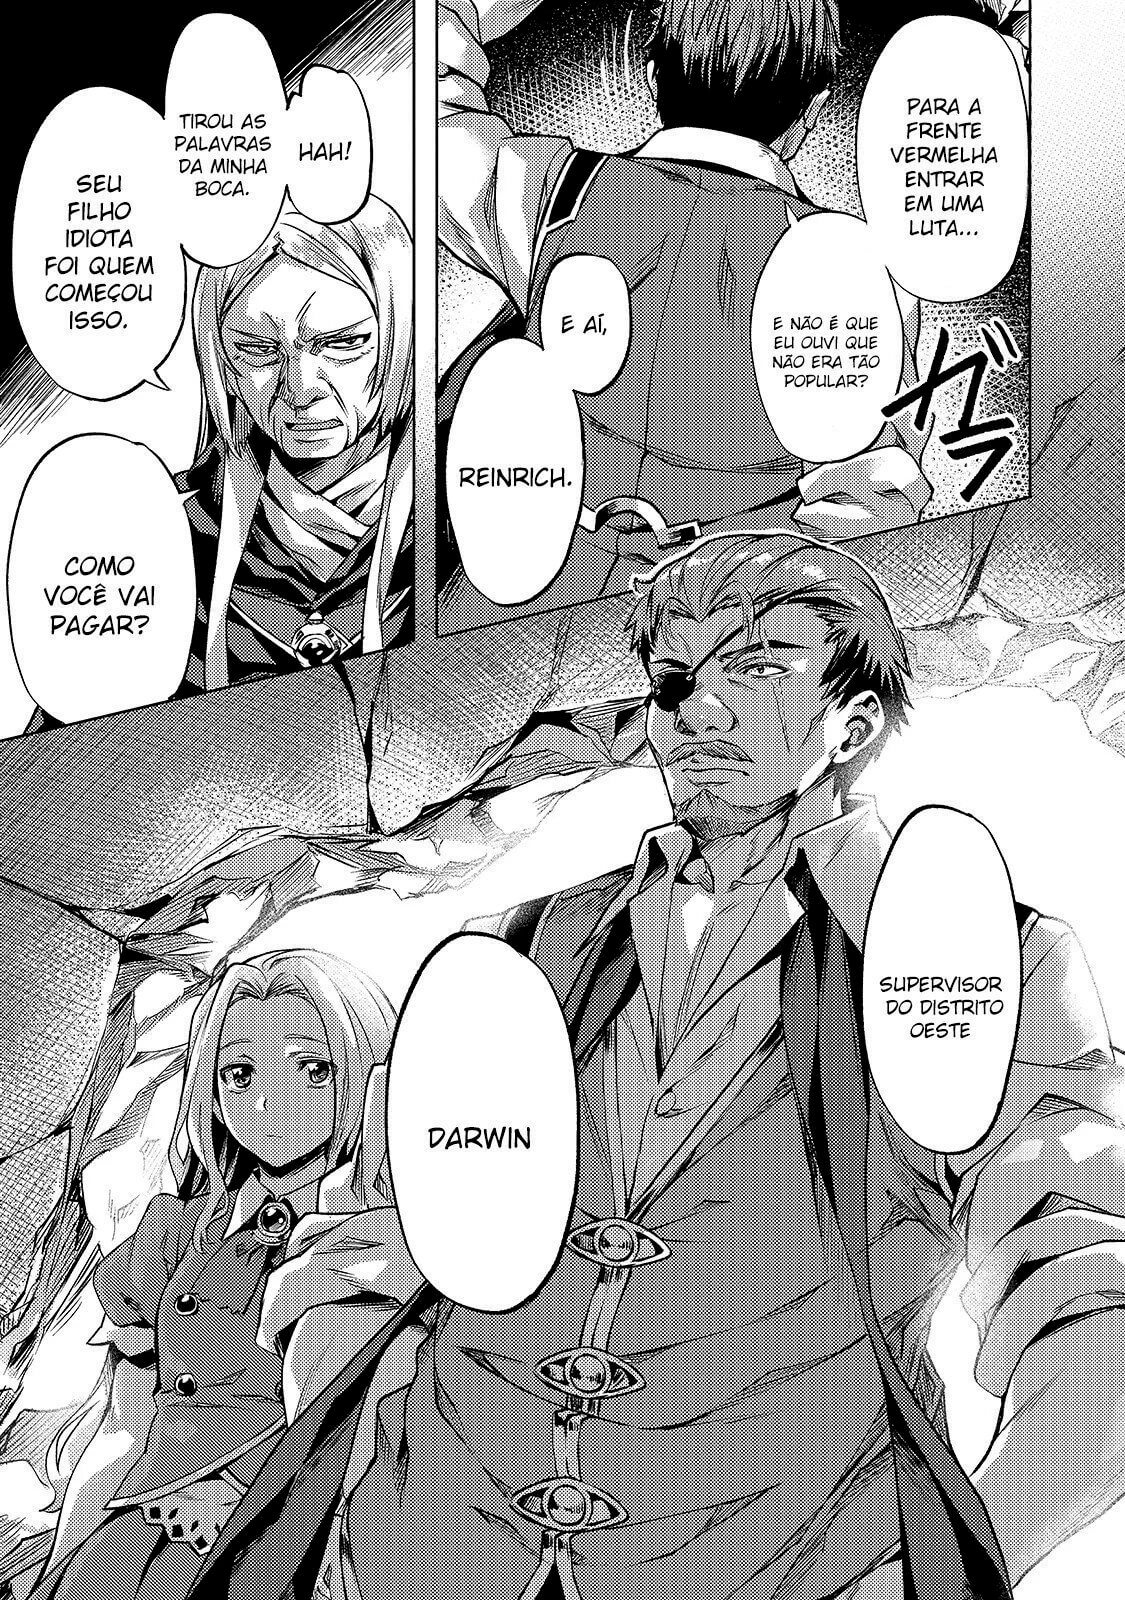 PARA A
FRENTE
VERMELHA
ENTRAR
EM UMA
LUTA...
E NÃO É QUE
EU OUVI QUE
NÃO ERA TÃO
POPULAR?
ガラ
E AÍ,
REINRICH.
HAH!
TIROU AS
PALAVRAS
DA MINHA
BOCA.
SEU
FILHO
IDIOTA
FOI QUEM
COMEÇOU
ISSO.
COMO
VOCÊ VAI
PAGAR?
SUPERVISOR
DO DISTRITO
OESTE
DARWIN